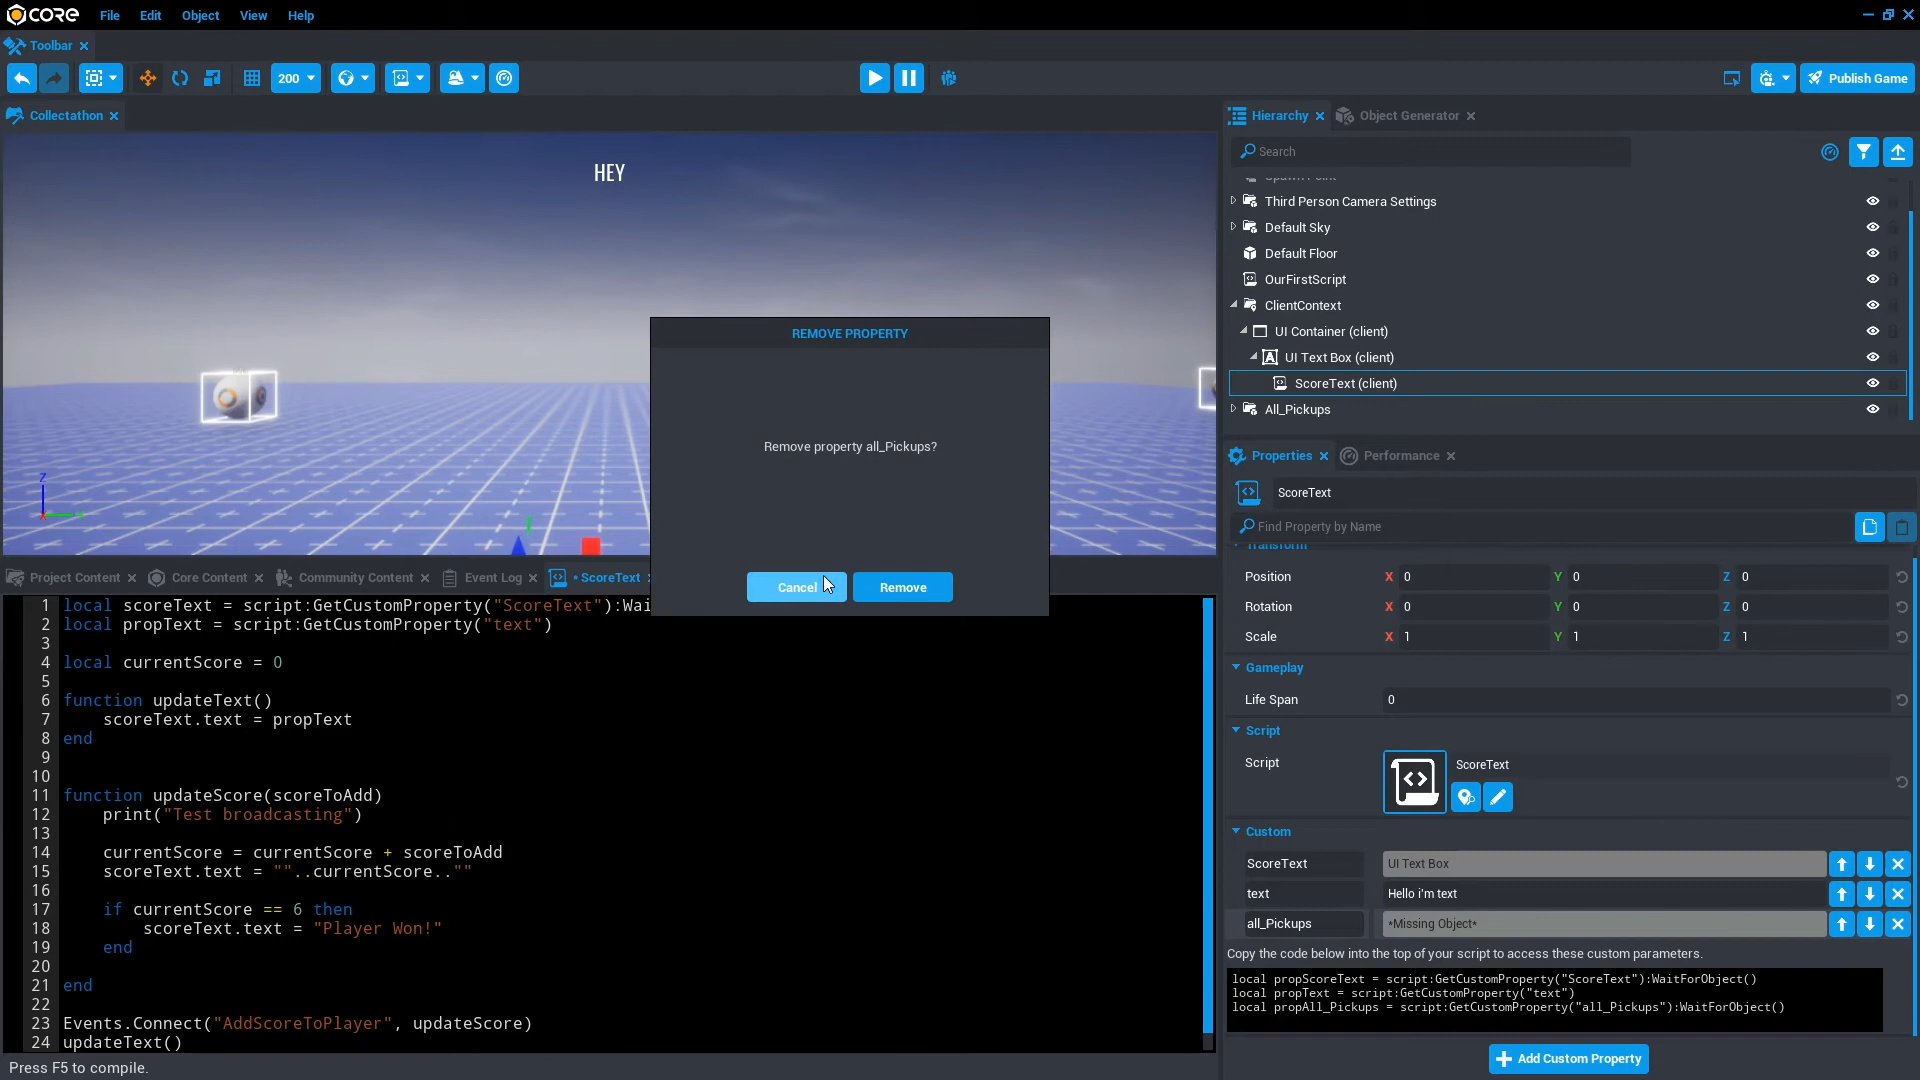 CORE File Edit Object View Help
Toolbar
200 Publish Game
Collectathon
HEY
Hierarchy Object Generator
Search
Spawn Point
Third Person Camera Settings
Default Sky
Default Floor
OurFirstScript
ClientContext
UI Container (client)
UI Text Box (client)
ScoreText (client)
All_Pickups
REMOVE PROPERTY
Remove property all_Pickups?
Cancel Remove
Z
Properties Performance
ScoreText
Find Property by Name
Transform
Position X 0 Y 0 Z 0
Rotation X 0 Y 0 Z 0
Scale X 1 Y 1 Z 1
Gameplay
Life Span 0
Script
Script ScoreText
Custom
ScoreText UI Text Box
text Hello i'm text
all_Pickups *Missing Object*
Copy the code below into the top of your script to access these custom parameters.
local propScoreText = script:GetCustomProperty("ScoreText"):WaitForObject()
local propText = script:GetCustomProperty("text")
local propAll_Pickups = script:GetCustomProperty("all_Pickups"):WaitForObject()
Add Custom Property
Project Content Core Content Community Content Event Log • ScoreText
1 local scoreText = script:GetCustomProperty("ScoreText"):Wai
2 local propText = script:GetCustomProperty("text")
3
4 local currentScore = 0
5
6 function updateText()
7 scoreText.text = propText
8 end
9
10
11 function updateScore(scoreToAdd)
12 print("Test broadcasting")
13
14 currentScore = currentScore + scoreToAdd
15 scoreText.text = ""..currentScore..""
16
17 if currentScore == 6 then
18 scoreText.text = "Player Won!"
19 end
20
21 end
22
23 Events.Connect("AddScoreToPlayer", updateScore)
24 updateText()
Press F5 to compile.